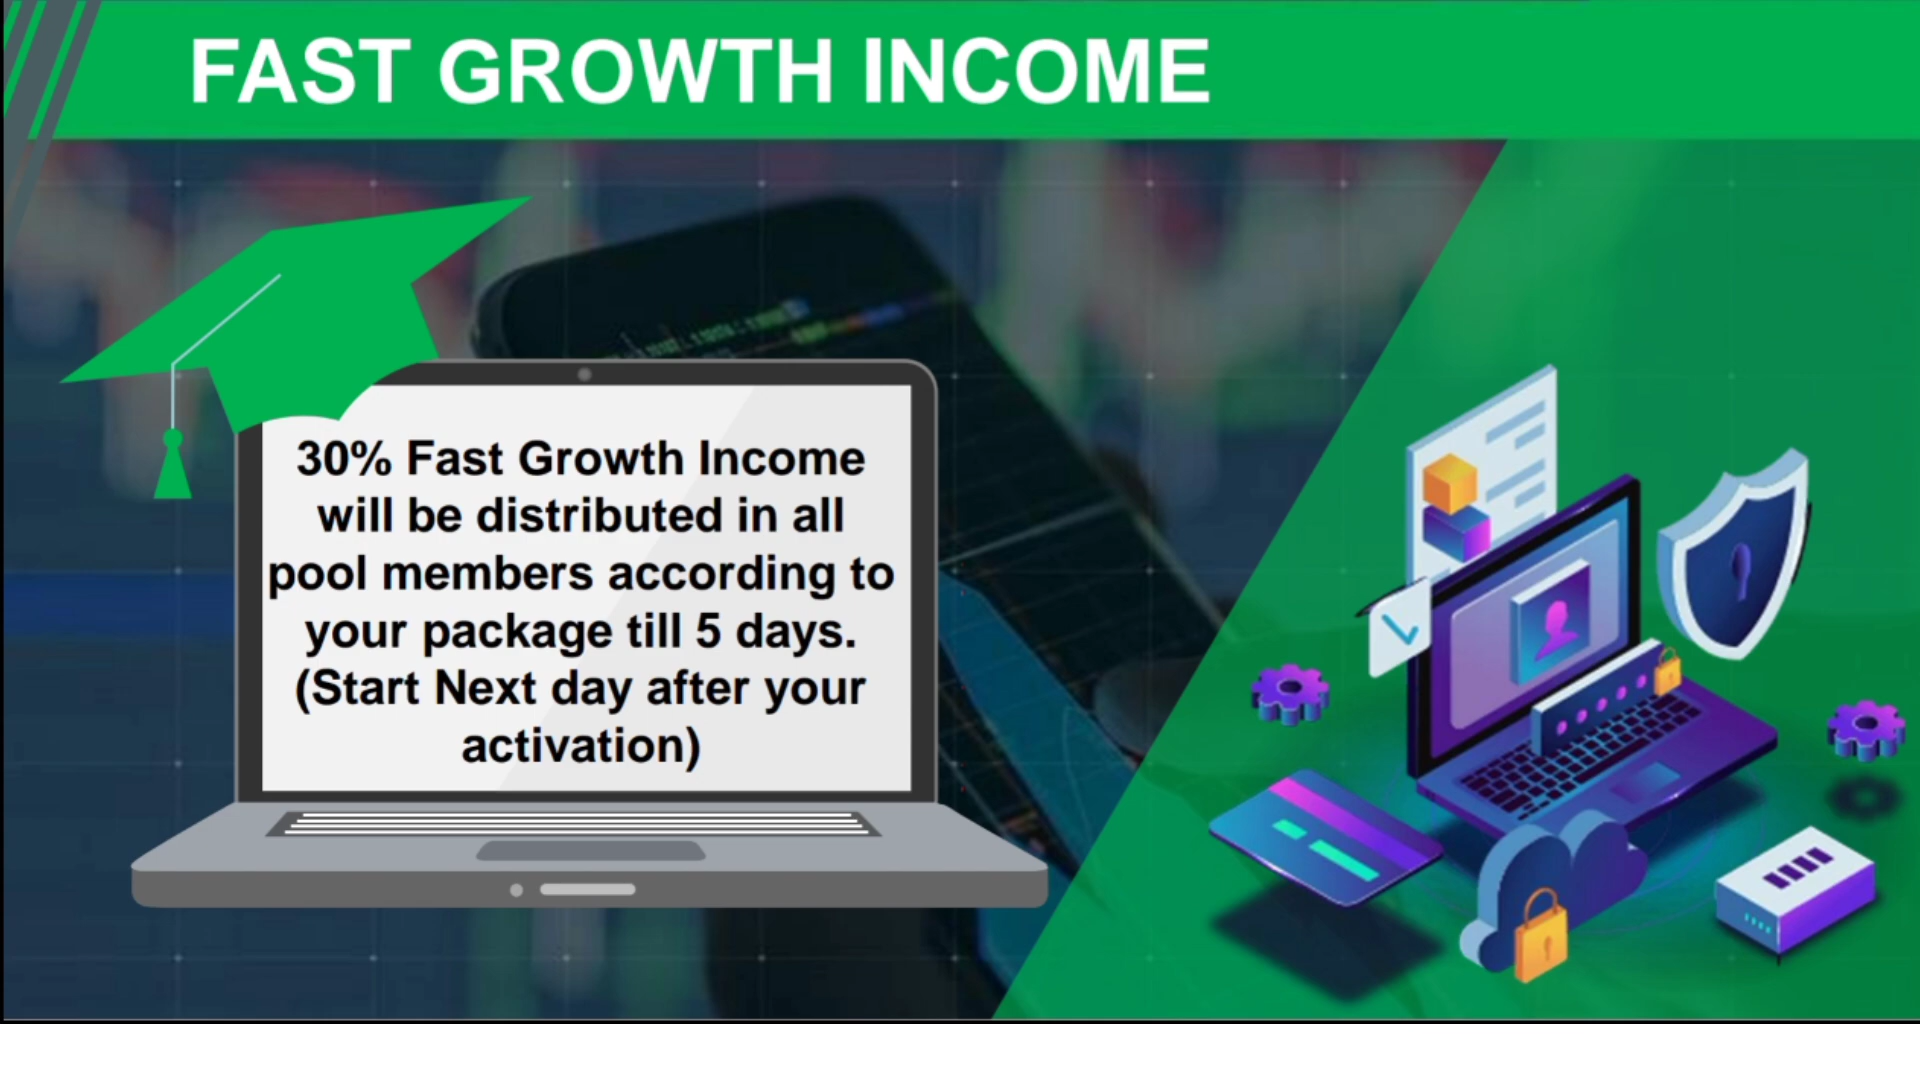 FAST GROWTH INCOME
30% Fast Growth Income
will be distributed in all
pool members according to
your package till 5 days.
(Start Next day after your
activation)